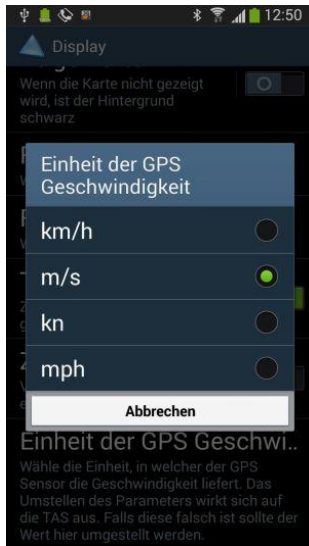 12:50
Display
Wenn die Karte nicht gezeigt
wird, ist der Hintergrund
schwarz
Einheit der GPS
Geschwindigkeit
km/h
m/s
kn
mph
Abbrechen
Einheit der GPS Geschwi..
Wähle die Einheit, in welcher der GPS
Sensor die Geschwindigkeit liefert. Das
Umstellen des Parameters wirkt sich auf
die TAS aus. Falls diese falsch ist sollte der
Wert hier umgestellt werden.